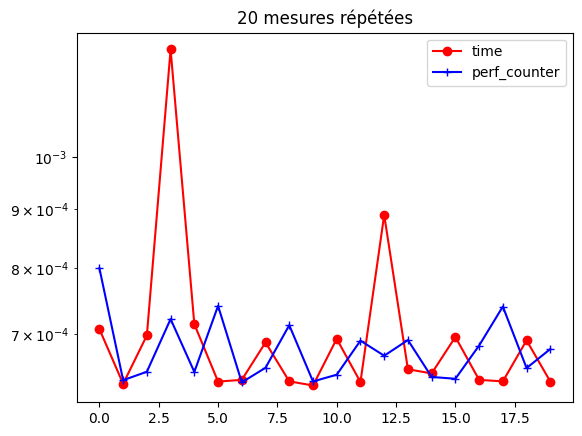 20 mesures répétées
time
perf_counter
10⁻³
9 × 10⁻⁴
8 × 10⁻⁴
7 × 10⁻⁴
0.0 2.5 5.0 7.5 10.0 12.5 15.0 17.5